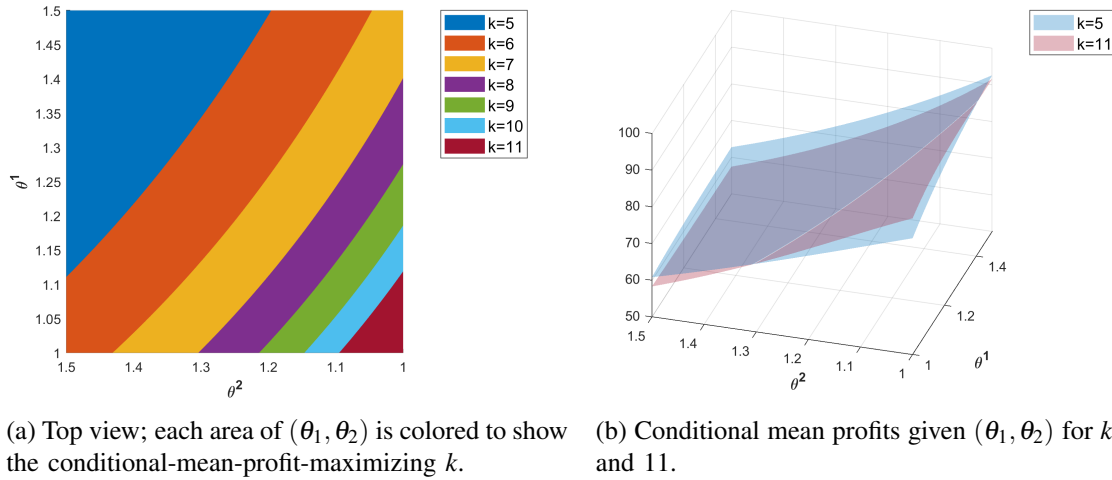 1.5
1.45
1.4
1.35
1.3
1.25
1.2
1.15
1.1
1.05
1
θ¹
1.5 1.4 1.3 1.2 1.1 1
θ²
k=5
k=6
k=7
k=8
k=9
k=10
k=11
100
90
80
70
60
50
1.5
1.4
1.3
1.2
1.1
1
θ²
1
1.2
1.4
θ¹
k=5
k=11
(a) Top view; each area of (θ₁,θ₂) is colored to show
the conditional-mean-profit-maximizing k.
(b) Conditional mean profits given (θ₁,θ₂) for k
and 11.